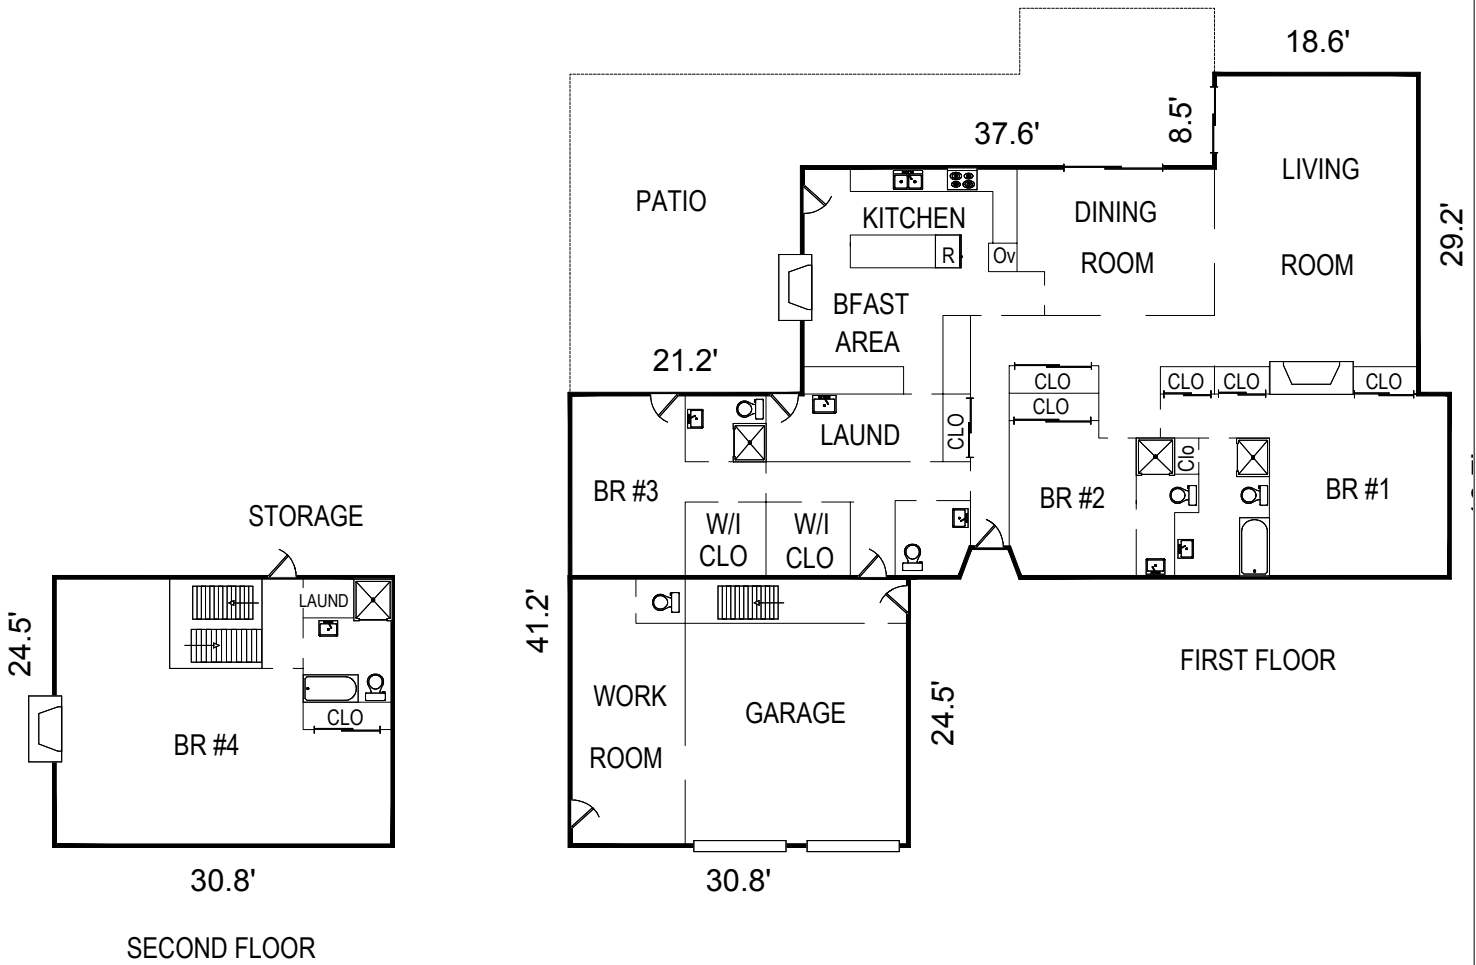 18.6'
37.6'
8.5'
LIVING
ROOM
29.2'
PATIO
KITCHEN
R
Ov
DINING
ROOM
BFAST
AREA
21.2'
CLO
CLO
CLO
CLO
CLO
CLO
LAUND
Clo
BR #3
W/I
CLO
W/I
CLO
BR #2
BR #1
STORAGE
LAUND
24.5'
CLO
BR #4
30.8'
SECOND FLOOR
41.2'
WORK
ROOM
GARAGE
24.5'
30.8'
FIRST FLOOR